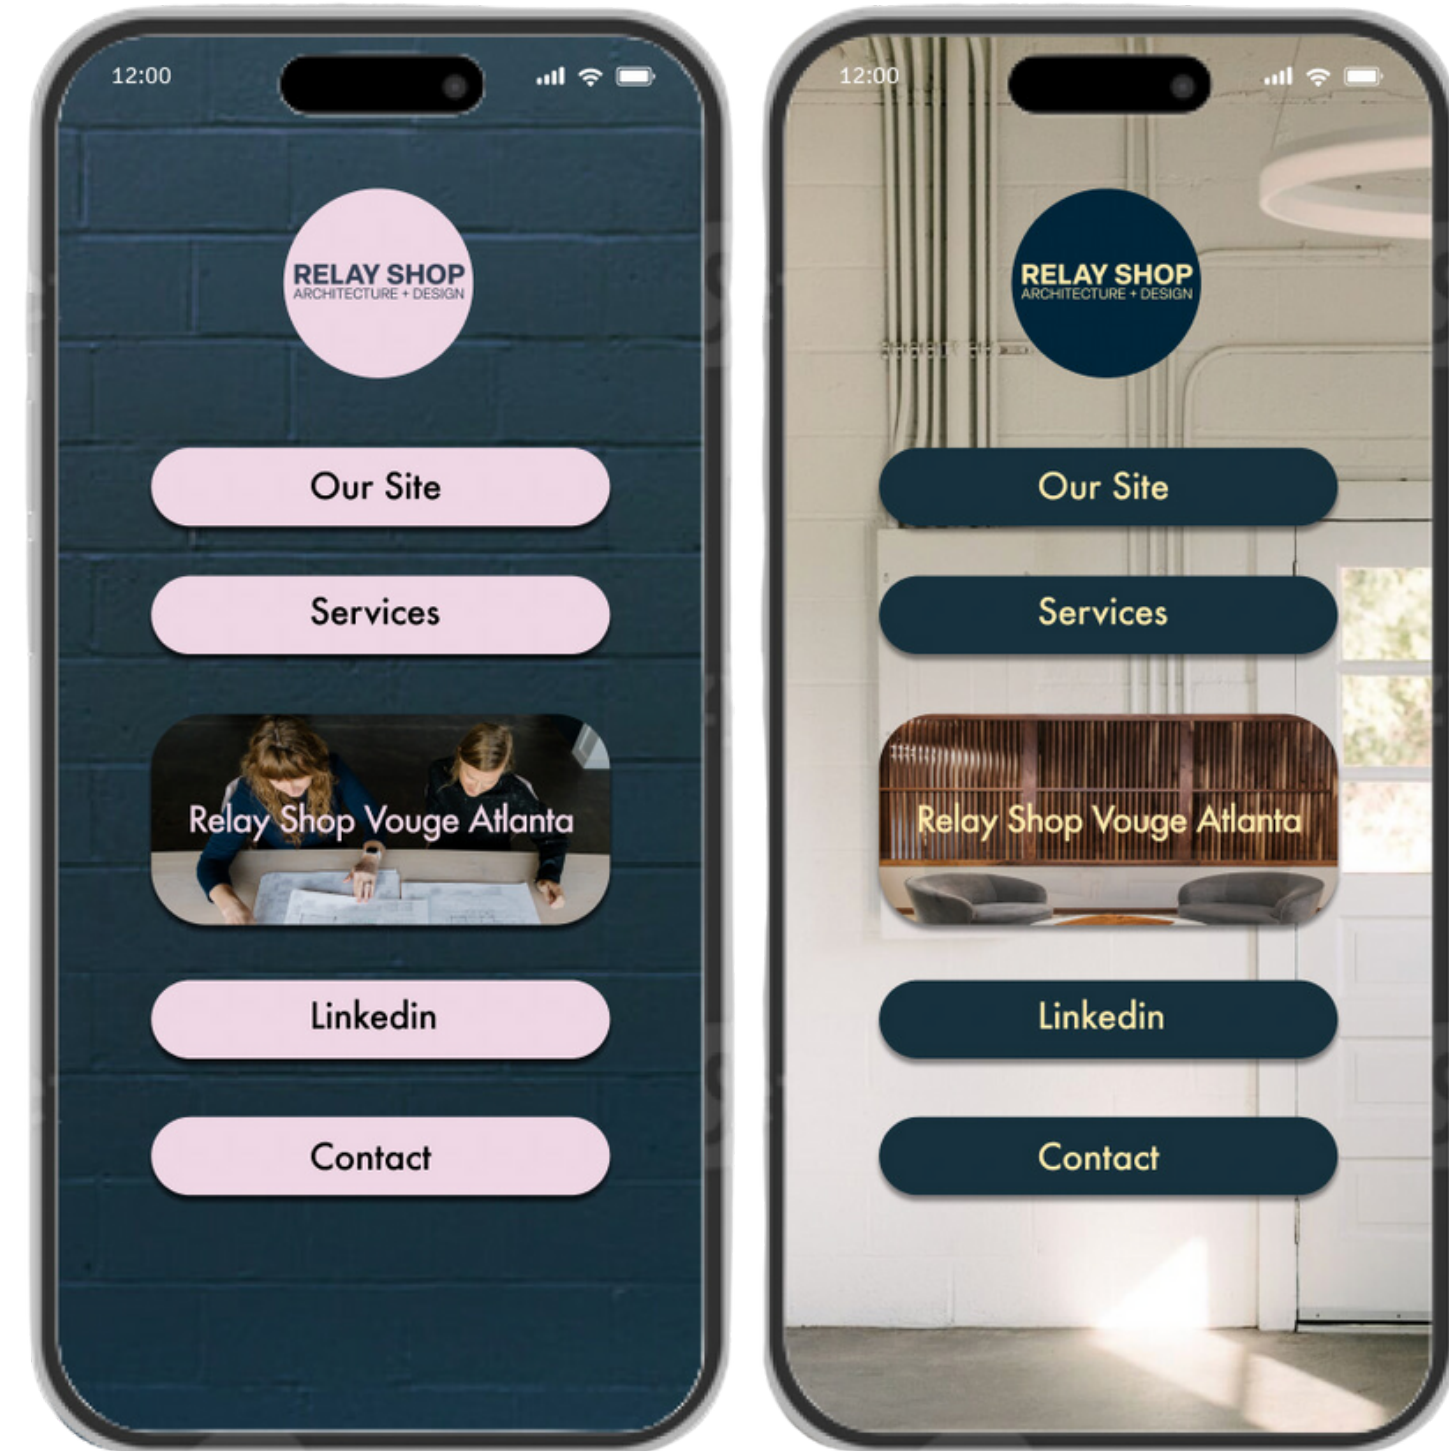 12:00
RELAY SHOP
ARCHITECTURE + DESIGN
Our Site
Services
Relay Shop Vouge Atlanta
Linkedin
Contact
12:00
RELAY SHOP
ARCHITECTURE + DESIGN
Our Site
Services
Relay Shop Vouge Atlanta
Linkedin
Contact